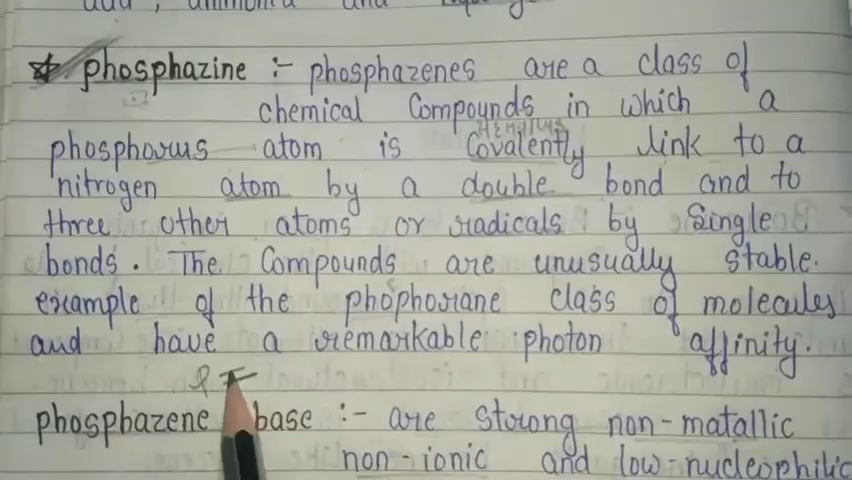 phosphazine :- phosphazenes are a class of
chemical compounds in which a
phosphorus atom is covalently link to a
nitrogen atom by a double bond and to
three other atoms or radicals by single
bonds. The compounds are unusually stable.
example of the phophorane class of molecules
and have a remarkable photon affinity.
phosphazene base :- are strong non-matallic
non-ionic and low-nucleophilic